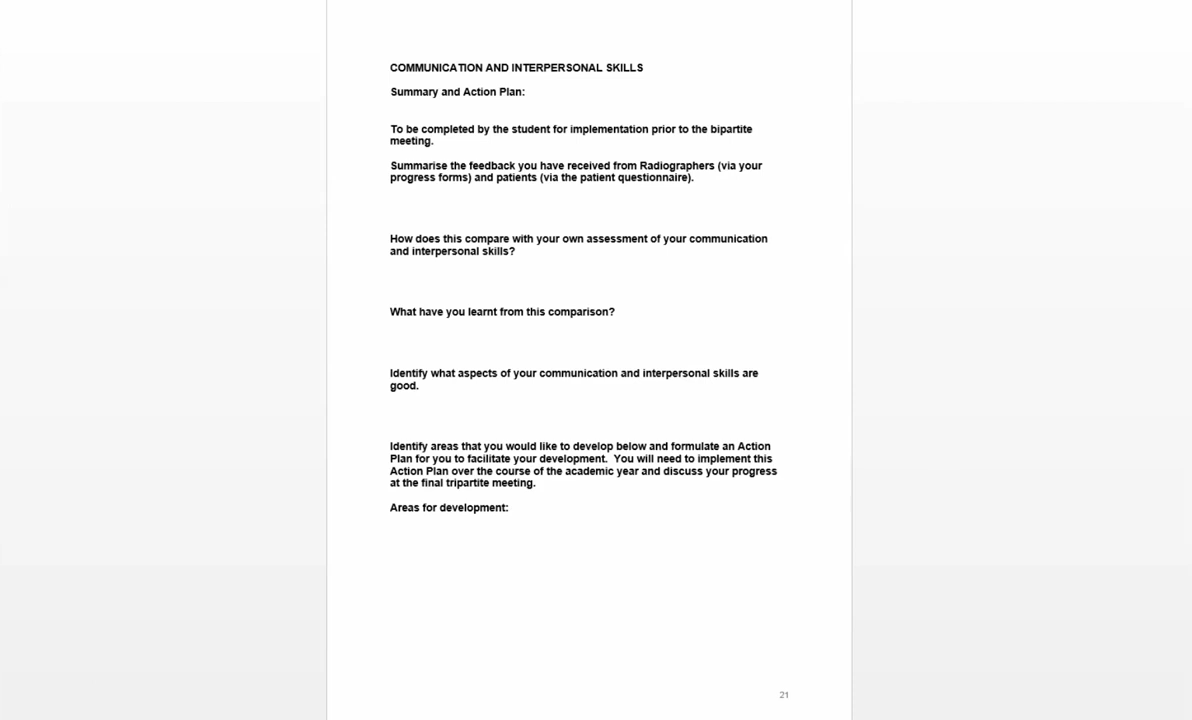 COMMUNICATION AND INTERPERSONAL SKILLS
Summary and Action Plan:
To be completed by the student for implementation prior to the bipartite
meeting.
Summarise the feedback you have received from Radiographers (via your
progress forms) and patients (via the patient questionnaire).
How does this compare with your own assessment of your communication
and interpersonal skills?
What have you learnt from this comparison?
Identify what aspects of your communication and interpersonal skills are
good.
Identify areas that you would like to develop below and formulate an Action
Plan for you to facilitate your development.  You will need to implement this
Action Plan over the course of the academic year and discuss your progress
at the final tripartite meeting.
Areas for development:
21